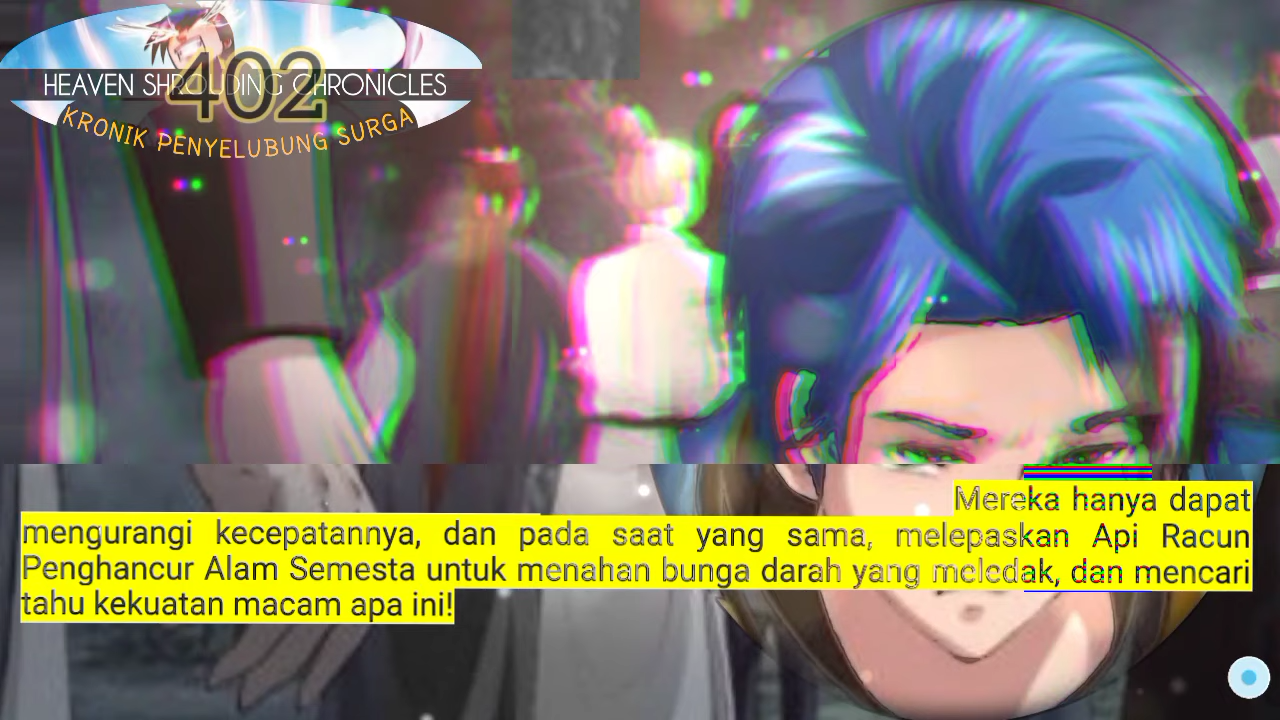 402
HEAVEN SHROUDING CHRONICLES
KRONIK PENYELUBUNG SURGA
Mereka hanya dapat
mengurangi kecepatannya, dan pada saat yang sama, melepaskan Api Racun
Penghancur Alam Semesta untuk menahan bunga darah yang meledak, dan mencari
tahu kekuatan macam apa ini!